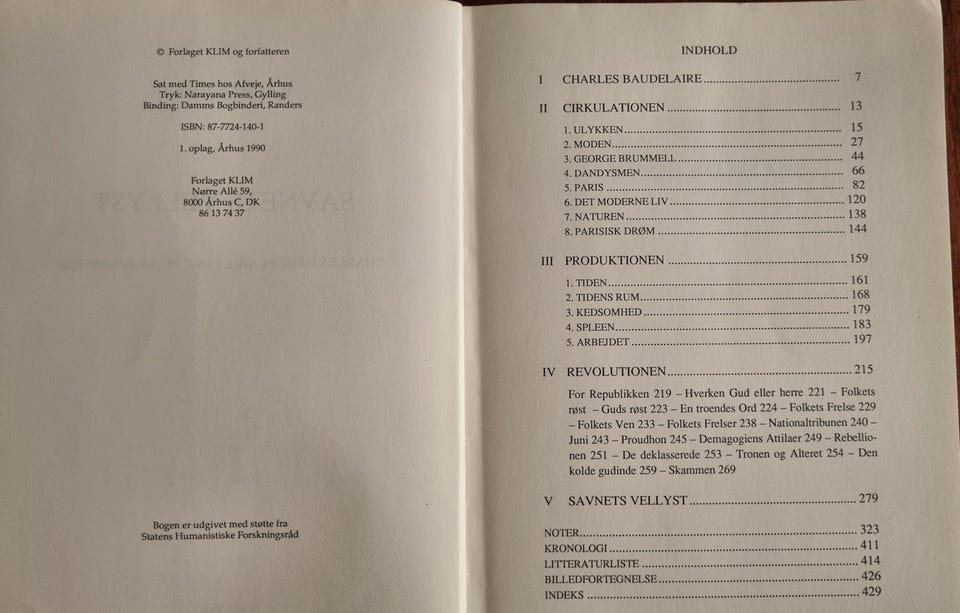 © Forlaget KLIM og forfatteren
Sat med Times hos Afveje, Århus
Tryk: Narayana Press, Gylling
Binding: Damms Bogbinderi, Randers
ISBN: 87-7724-140-1
1. oplag, Århus 1990
Forlaget KLIM
Nørre Allé 59,
8000 Århus C, DK
86 13 74 37
Bogen er udgivet med støtte fra
Statens Humanistiske Forskningsråd
INDHOLD
I CHARLES BAUDELAIRE 7
II CIRKULATIONEN 13
1. ULYKKEN 15
2. MODEN 27
3. GEORGE BRUMMELL 44
4. DANDYSMEN 66
5. PARIS 82
6. DET MODERNE LIV 120
7. NATUREN 138
8. PARISISK DRØM 144
III PRODUKTIONEN 159
1. TIDEN 161
2. TIDENS RUM 168
3. KEDSOMHED 179
4. SPLEEN 183
5. ARBEJDET 197
IV REVOLUTIONEN 215
For Republikken 219 – Hverken Gud eller herre 221 – Folkets
røst – Guds røst 223 – En troendes Ord 224 – Folkets Frelse 229
– Folkets Ven 233 – Folkets Frelser 238 – Nationaltribunen 240 –
Juni 243 – Proudhon 245 – Demagogiens Attilaer 249 – Rebellio-
nen 251 – De deklasserede 253 – Tronen og Alteret 254 – Den
kolde gudinde 259 – Skammen 269
V SAVNETS VELLYST 279
NOTER 323
KRONOLOGI 411
LITTERATURLISTE 414
BILLEDFORTEGNELSE 426
INDEKS 429